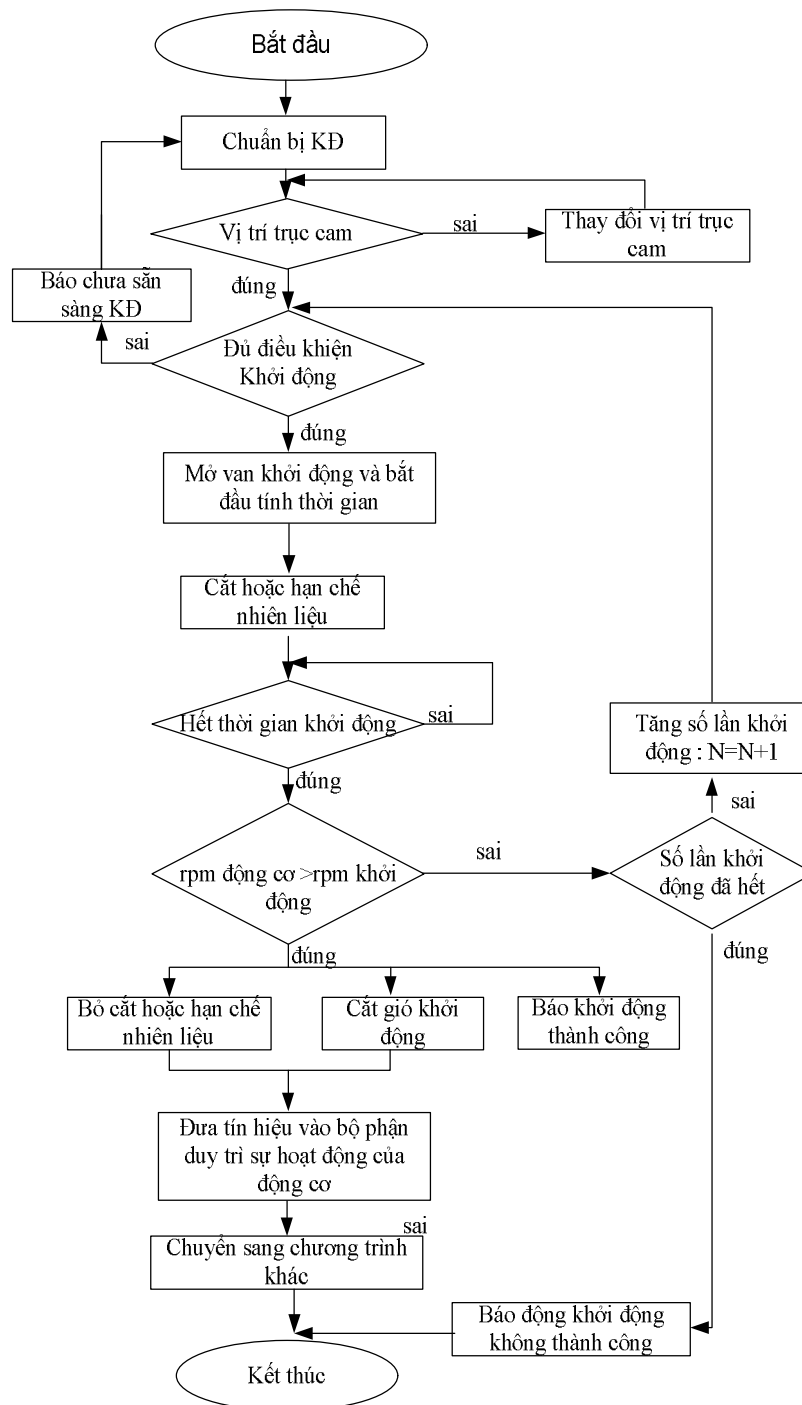 Bắt đầu
Chuẩn bị KĐ
Vị trí trục cam
sai
Thay đổi vị trí trục
cam
Báo chưa sẵn
sàng KĐ
đúng
sai
Đủ điều khiện
Khởi động
đúng
Mở van khởi động và bắt
đầu tính thời gian
Cắt hoặc hạn chế
nhiên liệu
Hết thời gian khởi động
sai
Tăng số lần khởi
động : N=N+1
đúng
sai
rpm động cơ >rpm khởi
động
sai
Số lần khởi
động đã hết
đúng
đúng
Bỏ cắt hoặc hạn chế
nhiên liệu
Cắt gió khởi
động
Báo khởi động
thành công
Đưa tín hiệu vào bộ phận
duy trì sự hoạt động của
động cơ
sai
Chuyển sang chương trình
khác
Báo động khởi động
không thành công
Kết thúc